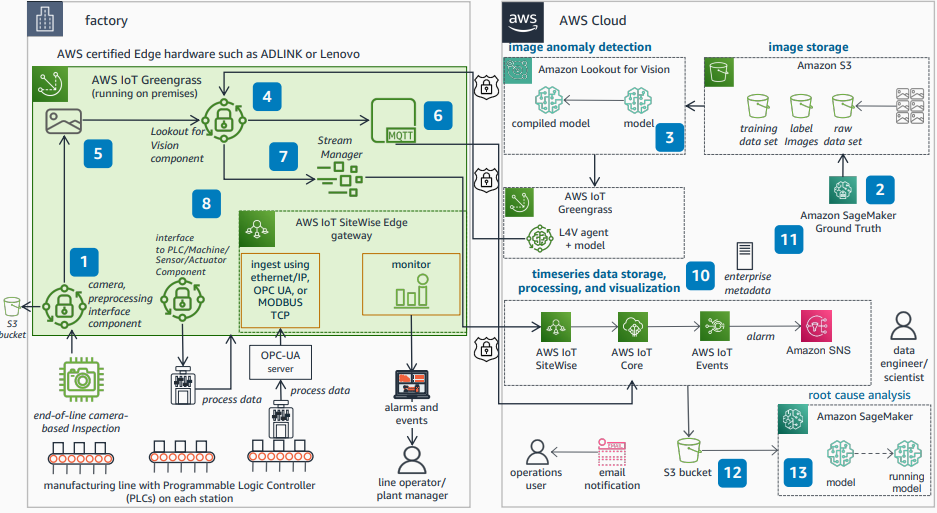 factory
AWS certified Edge hardware such as ADLINK or Lenovo
AWS IoT Greengrass
(running on premises)
4
6
MQTT
Lookout for
Vision
component
5
7
Stream
Manager
8
AWS IoT SiteWise Edge
gateway
interface
to PLC/Machine/
Sensor/Actuator
Component
1
camera,
preprocessing
interface
component
ingest using
ethernet/IP,
OPC UA, or
MODBUS
TCP
monitor
S3
bucket
OPC-UA
server
process data
process data
end-of-line camera-
based Inspection
alarms and
events
line operator/
plant manager
manufacturing line with Programmable Logic Controller
(PLCs) on each station
aws
AWS Cloud
image anomaly detection
Amazon Lookout for Vision
compiled model
model
3
image storage
Amazon S3
training
data set
label
Images
raw
data set
2
Amazon SageMaker
Ground Truth
AWS IoT
Greengrass
L4V agent
+ model
11
10
enterprise
metadata
timeseries data storage,
processing, and visualization
AWS IoT
SiteWise
AWS IoT
Core
AWS IoT
Events
alarm
Amazon SNS
data
engineer/
scientist
root cause analysis
Amazon SageMaker
model
running
model
operations
user
EMAIL
email
notification
S3 bucket
12
13